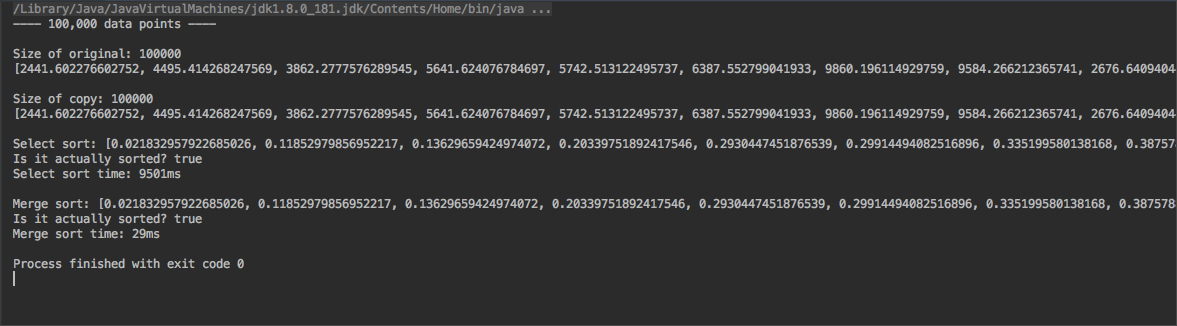 /Library/Java/JavaVirtualMachines/jdk1.8.0_181.jdk/Contents/Home/bin/java ...
———— 100,000 data points ————
Size of original: 100000
[2441.602276602752, 4495.414268247569, 3862.2777576289545, 5641.624076784697, 5742.513122495737, 6387.552799041933, 9860.196114929759, 9584.266212365741, 2676.6409404
Size of copy: 100000
[2441.602276602752, 4495.414268247569, 3862.2777576289545, 5641.624076784697, 5742.513122495737, 6387.552799041933, 9860.196114929759, 9584.266212365741, 2676.6409404
Select sort: [0.021832957922685026, 0.11852979856952217, 0.13629659424974072, 0.20339751892417546, 0.2930447451876539, 0.29914494082516896, 0.335199580138168, 0.38757
Is it actually sorted? true
Select sort time: 9501ms
Merge sort: [0.021832957922685026, 0.11852979856952217, 0.13629659424974072, 0.20339751892417546, 0.2930447451876539, 0.29914494082516896, 0.335199580138168, 0.387578
Is it actually sorted? true
Merge sort time: 29ms
Process finished with exit code 0